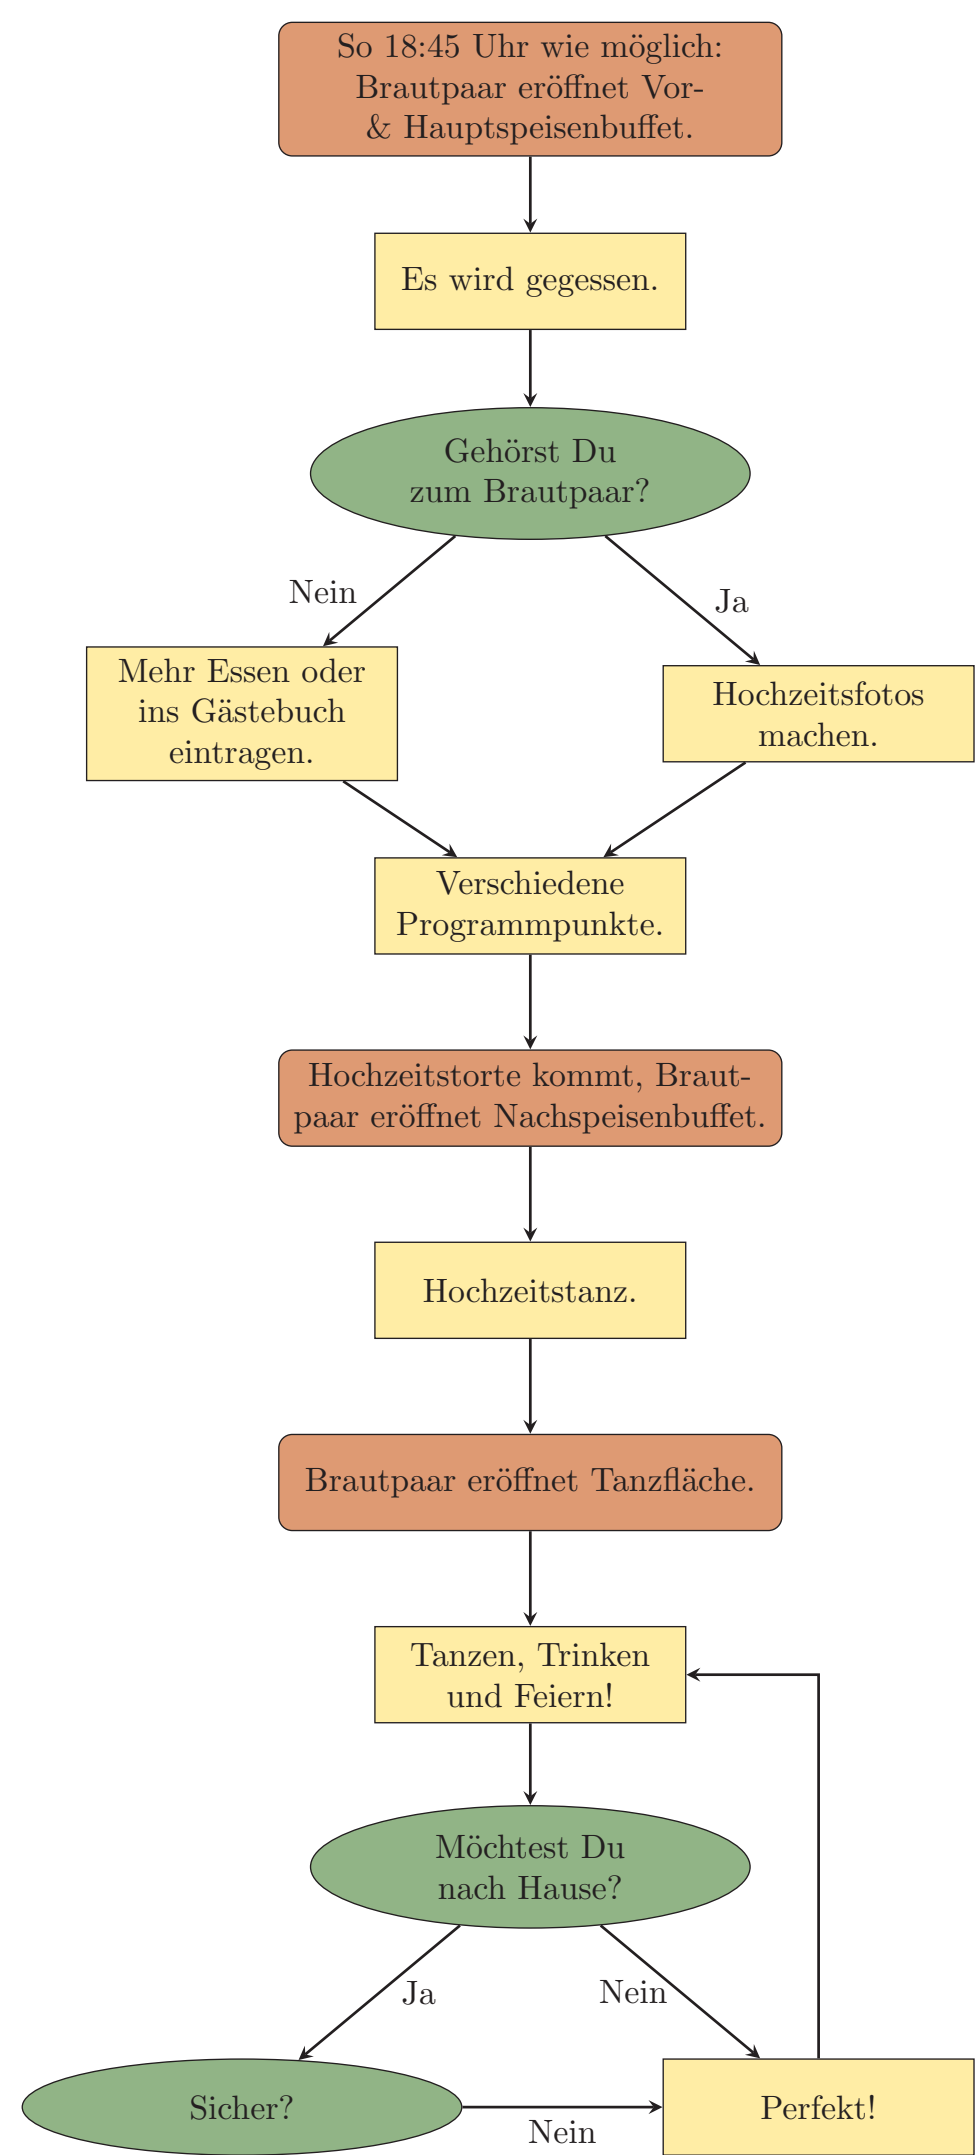 So 18:45 Uhr wie möglich:
Brautpaar eröffnet Vor-
& Hauptspeisenbuffet.
Es wird gegessen.
Gehörst Du
zum Brautpaar?
Nein
Ja
Mehr Essen oder
ins Gästebuch
eintragen.
Hochzeitsfotos
machen.
Verschiedene
Programmpunkte.
Hochzeitstorte kommt, Braut-
paar eröffnet Nachspeisenbuffet.
Hochzeitstanz.
Brautpaar eröffnet Tanzfläche.
Tanzen, Trinken
und Feiern!
Möchtest Du
nach Hause?
Ja
Nein
Sicher?
Nein
Perfekt!